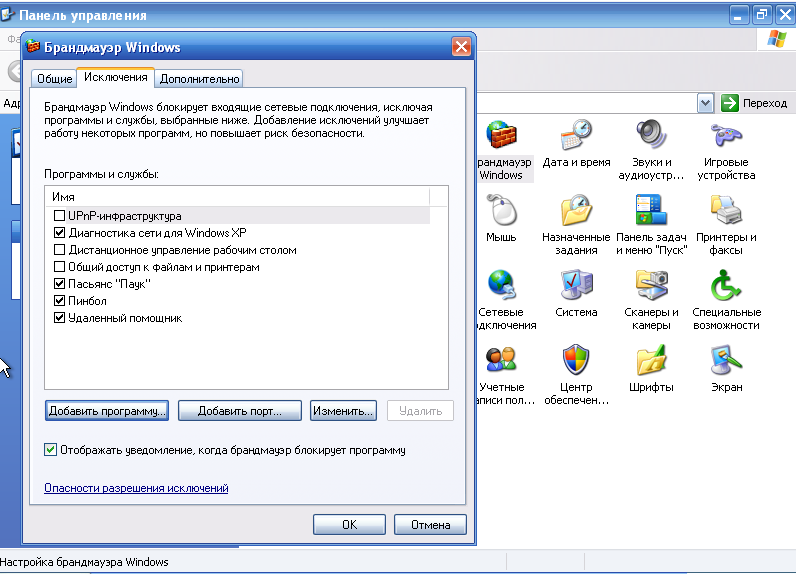 Панель управления
Фа
Брандмауэр Windows
Общие
Исключения
Дополнительно
Адр
Переход
Брандмауэр Windows блокирует входящие сетевые подключения, исключая
программы и службы, выбранные ниже. Добавление исключений улучшает
работу некоторых программ, но повышает риск безопасности.
Программы и службы:
Имя
UPnP-инфраструктура
Диагностика сети для Windows XP
Дистанционное управление рабочим столом
Общий доступ к файлам и принтерам
Пасьянс "Паук"
Пинбол
Удаленный помощник
Добавить программу...
Добавить порт...
Изменить...
Удалить
Отображать уведомление, когда брандмауэр блокирует программу
Опасности разрешения исключений
ОК
Отмена
рандмауэр
Windows
Дата и время
Звуки и
аудиоустр...
Игровые
устройства
Мышь
Назначенные
задания
Панель задач
и меню "Пуск"
Принтеры и
факсы
Сетевые
дключения
Система
Сканеры и
камеры
Специальные
возможности
Учетные
аписи пол...
Центр
обеспечен...
Шрифты
Экран
Настройка брандмауэра Windows